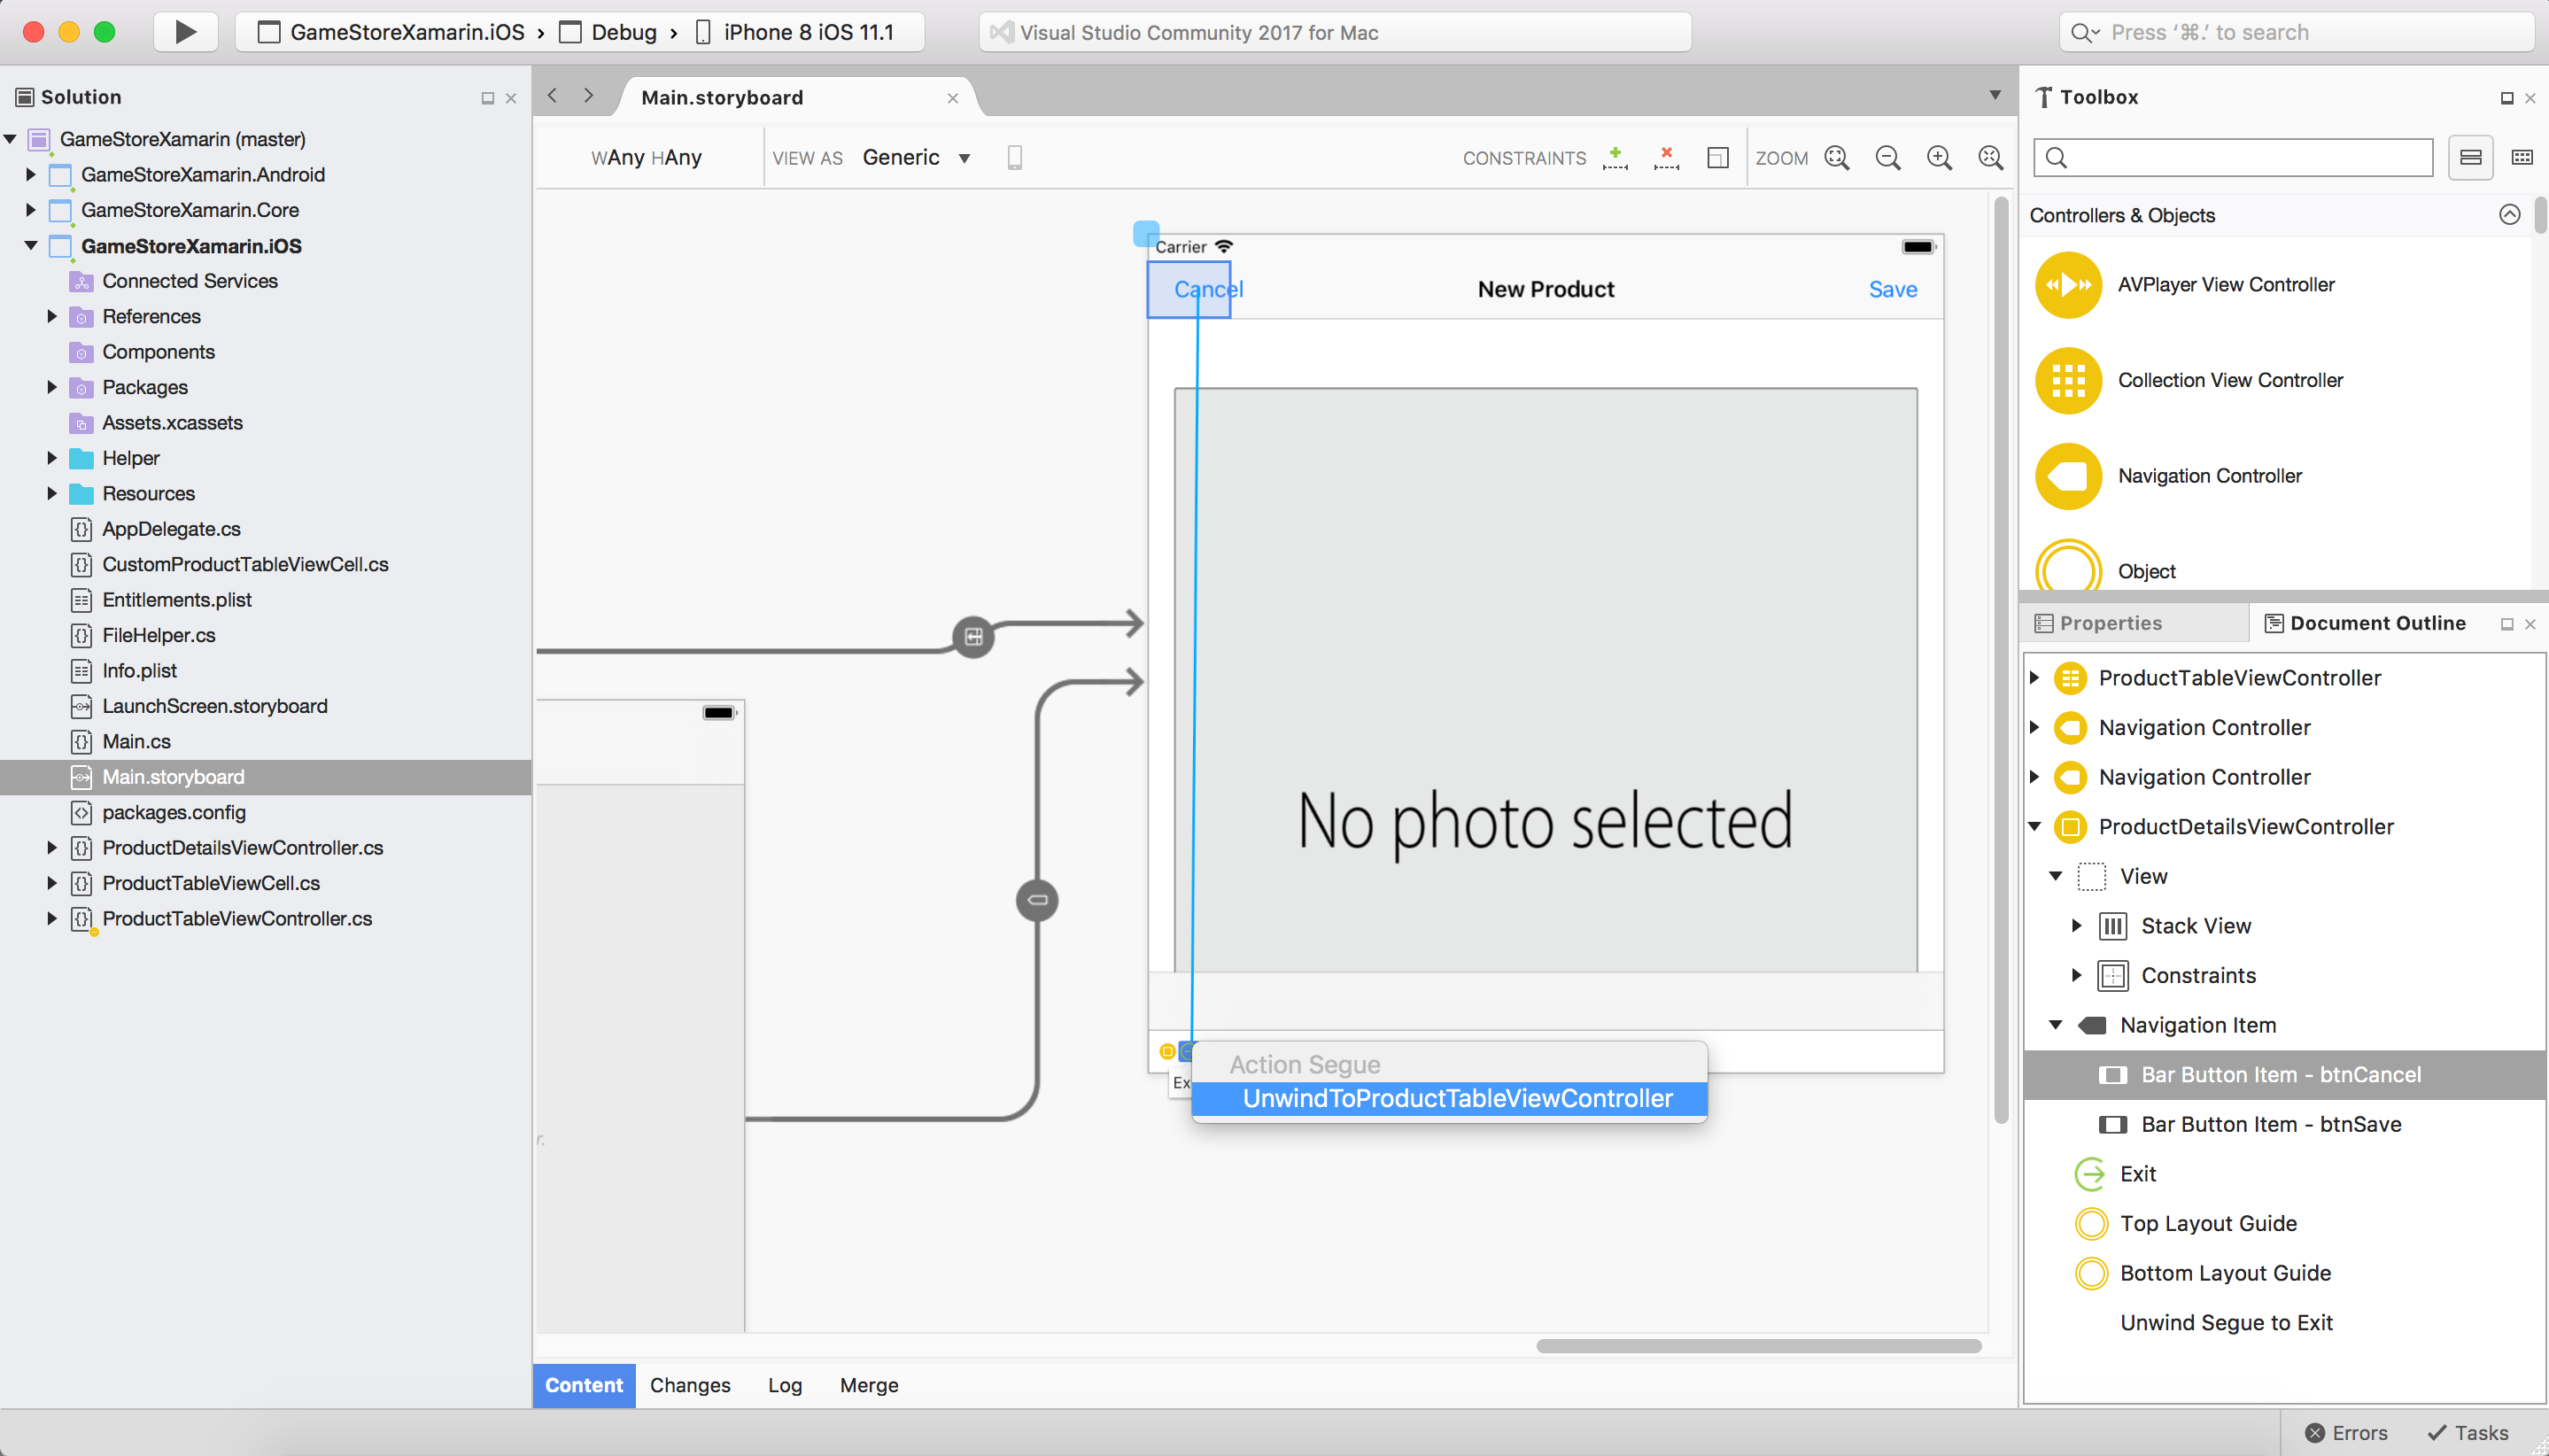 GameStoreXamarin.iOS › Debug › iPhone 8 iOS 11.1
Visual Studio Community 2017 for Mac
Press ‘⌘.’ to search
Solution
GameStoreXamarin (master)
GameStoreXamarin.Android
GameStoreXamarin.Core
GameStoreXamarin.iOS
Connected Services
References
Components
Packages
Assets.xcassets
Helper
Resources
AppDelegate.cs
CustomProductTableViewCell.cs
Entitlements.plist
FileHelper.cs
Info.plist
LaunchScreen.storyboard
Main.cs
Main.storyboard
packages.config
ProductDetailsViewController.cs
ProductTableViewCell.cs
ProductTableViewController.cs
Main.storyboard
WAny HAny
VIEW AS Generic
CONSTRAINTS
ZOOM
Carrier
Cancel
New Product
Save
No photo selected
r.
Ex
Action Segue
UnwindToProductTableViewController
Content
Changes
Log
Merge
Toolbox
Controllers & Objects
AVPlayer View Controller
Collection View Controller
Navigation Controller
Object
Properties
Document Outline
ProductTableViewController
Navigation Controller
Navigation Controller
ProductDetailsViewController
View
Stack View
Constraints
Navigation Item
Bar Button Item - btnCancel
Bar Button Item - btnSave
Exit
Top Layout Guide
Bottom Layout Guide
Unwind Segue to Exit
Errors
Tasks